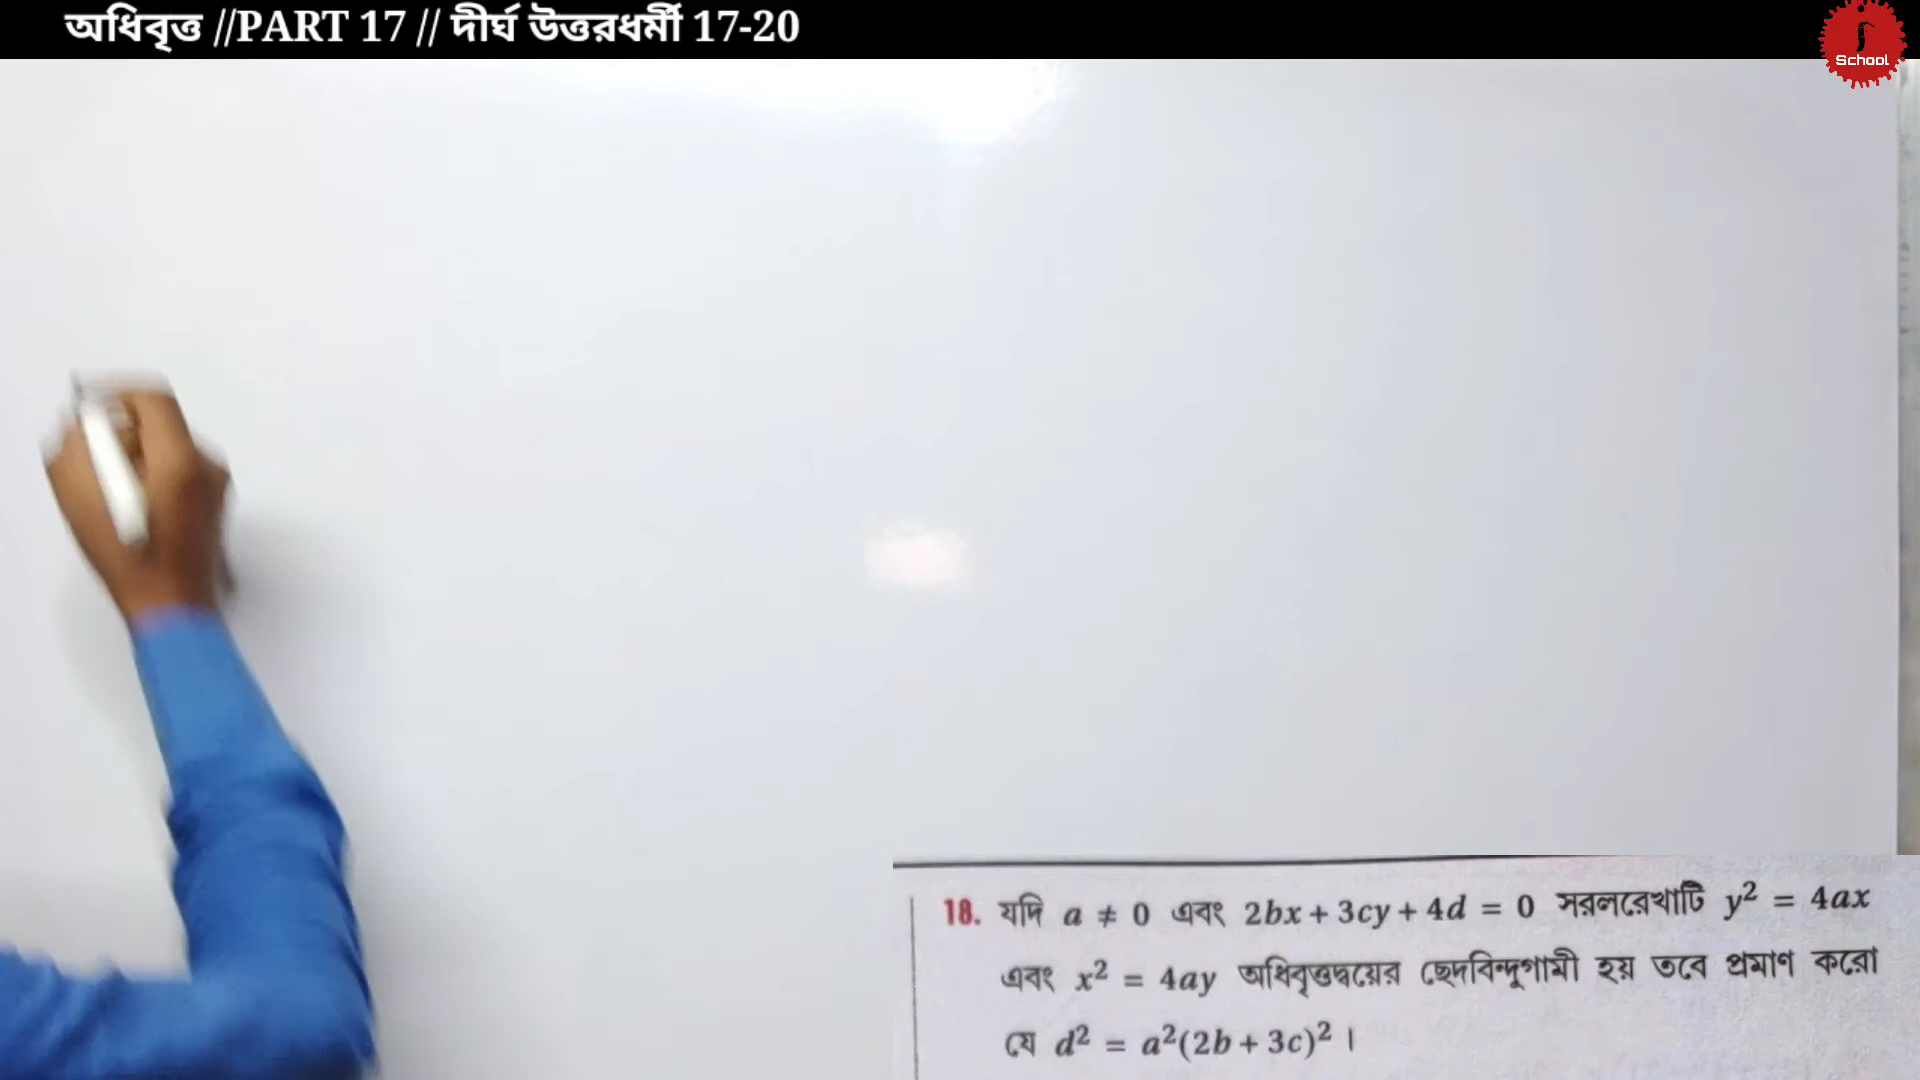 অধিবৃত্ত //PART 17 // দীর্ঘ উত্তরধর্মী 17-20
School
18. যদি a ≠ 0 এবং 2bx + 3cy + 4d = 0 সরলরেখাটি y² = 4ax
এবং x² = 4ay অধিবৃত্তদ্বয়ের ছেদবিন্দুগামী হয় তবে প্রমাণ করো
যে d² = a²(2b + 3c)² ।